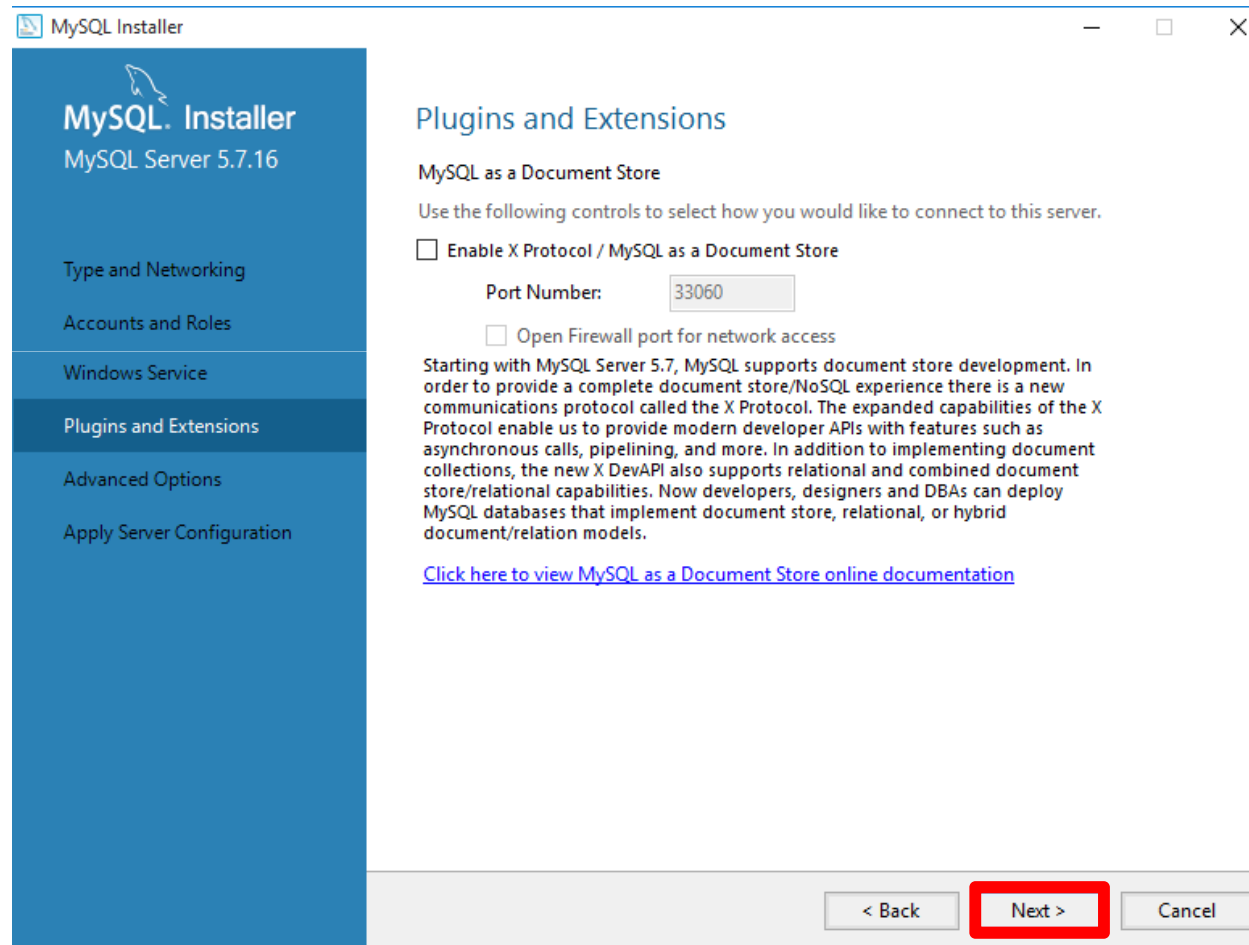 MySQL Installer
MySQL. Installer
MySQL Server 5.7.16
Type and Networking
Accounts and Roles
Windows Service
Plugins and Extensions
Advanced Options
Apply Server Configuration
Plugins and Extensions
MySQL as a Document Store
Use the following controls to select how you would like to connect to this server.
Enable X Protocol / MySQL as a Document Store
Port Number: 33060
Open Firewall port for network access
Starting with MySQL Server 5.7, MySQL supports document store development. In
order to provide a complete document store/NoSQL experience there is a new
communications protocol called the X Protocol. The expanded capabilities of the X
Protocol enable us to provide modern developer APIs with features such as
asynchronous calls, pipelining, and more. In addition to implementing document
collections, the new X DevAPI also supports relational and combined document
store/relational capabilities. Now developers, designers and DBAs can deploy
MySQL databases that implement document store, relational, or hybrid
document/relation models.
Click here to view MySQL as a Document Store online documentation
< Back Next > Cancel